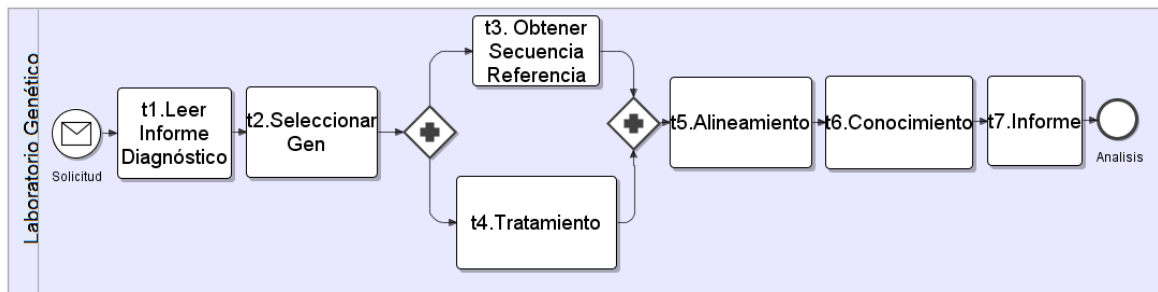 Laboratorio Genético
Solicitud
t1.Leer
Informe
Diagnóstico
t2.Seleccionar
Gen
t3. Obtener
Secuencia
Referencia
t4.Tratamiento
t5.Alineamiento
t6.Conocimiento
t7.Informe
Analisis